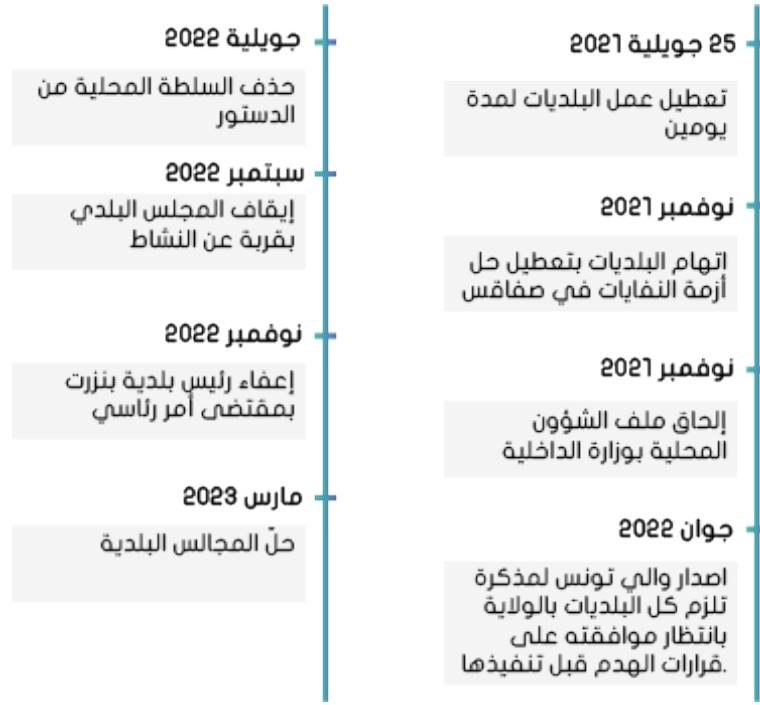 25 جويلية 2021
تعطيل عمل البلديات لمدة
يومين
نوفمبر 2021
إتهام البلديات بتعطيل حل
أزمة النفايات في صفاقس
نوفمبر 2021
إلحاق ملف الشؤون
المحلية بوزارة الداخلية
جوان 2022
اصدار والي تونس لمذكرة
تلزم كل البلديات بالولاية
بانتظار موافقته على
قرارات الهدم قبل تنفيذها.
جويلية 2022
حذف السلطة المحلية من
الدستور
سبتمبر 2022
إيقاف المجلس البلدي
بقربة عن النشاط
نوفمبر 2022
إعفاء رئيس بلدية بنزرت
بمقتضى أمر رئاسي
مارس 2023
حلّ المجالس البلدية